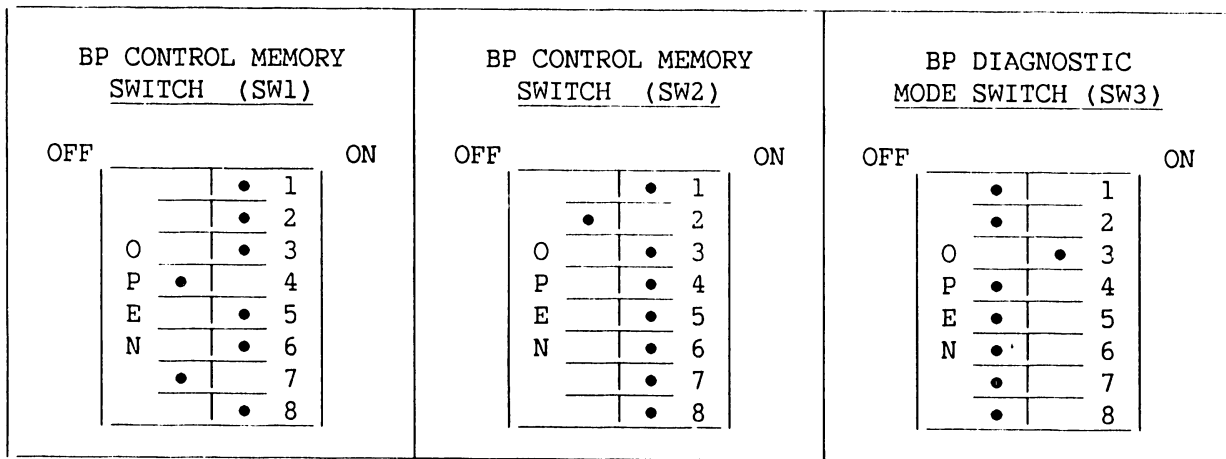 BP CONTROL MEMORY
SWITCH (SW1)
OFF ON
1
2
O 3
P 4
E 5
N 6
7
8
BP CONTROL MEMORY
SWITCH (SW2)
OFF ON
1
2
O 3
P 4
E 5
N 6
7
8
BP DIAGNOSTIC
MODE SWITCH (SW3)
OFF ON
1
2
O 3
P 4
E 5
N 6
7
8